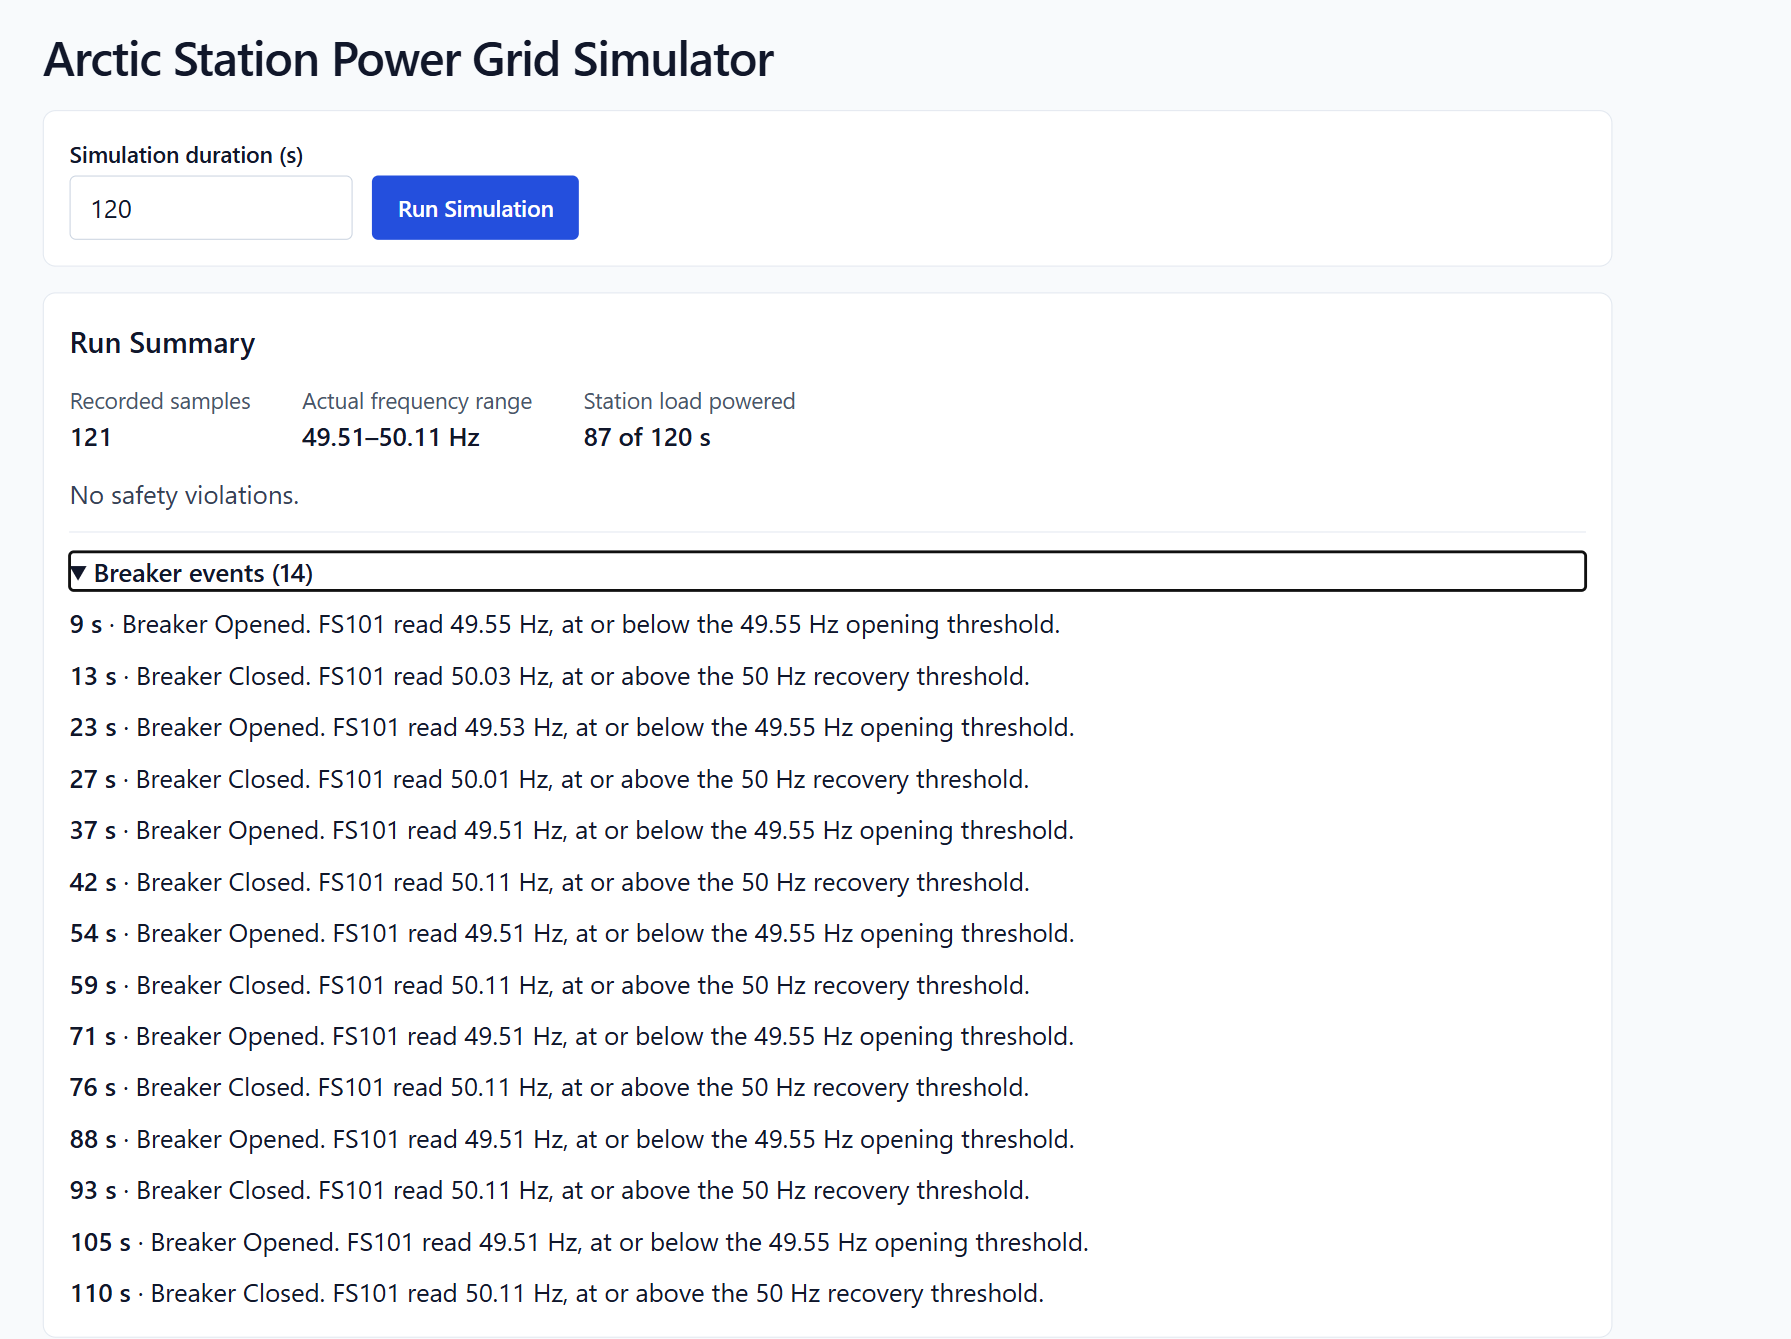 Arctic Station Power Grid Simulator
Simulation duration (s)
120
Run Simulation
Run Summary
Recorded samples
121
Actual frequency range
49.51–50.11 Hz
Station load powered
87 of 120 s
No safety violations.
▼ Breaker events (14)
9 s · Breaker Opened. FS101 read 49.55 Hz, at or below the 49.55 Hz opening threshold.
13 s · Breaker Closed. FS101 read 50.03 Hz, at or above the 50 Hz recovery threshold.
23 s · Breaker Opened. FS101 read 49.53 Hz, at or below the 49.55 Hz opening threshold.
27 s · Breaker Closed. FS101 read 50.01 Hz, at or above the 50 Hz recovery threshold.
37 s · Breaker Opened. FS101 read 49.51 Hz, at or below the 49.55 Hz opening threshold.
42 s · Breaker Closed. FS101 read 50.11 Hz, at or above the 50 Hz recovery threshold.
54 s · Breaker Opened. FS101 read 49.51 Hz, at or below the 49.55 Hz opening threshold.
59 s · Breaker Closed. FS101 read 50.11 Hz, at or above the 50 Hz recovery threshold.
71 s · Breaker Opened. FS101 read 49.51 Hz, at or below the 49.55 Hz opening threshold.
76 s · Breaker Closed. FS101 read 50.11 Hz, at or above the 50 Hz recovery threshold.
88 s · Breaker Opened. FS101 read 49.51 Hz, at or below the 49.55 Hz opening threshold.
93 s · Breaker Closed. FS101 read 50.11 Hz, at or above the 50 Hz recovery threshold.
105 s · Breaker Opened. FS101 read 49.51 Hz, at or below the 49.55 Hz opening threshold.
110 s · Breaker Closed. FS101 read 50.11 Hz, at or above the 50 Hz recovery threshold.